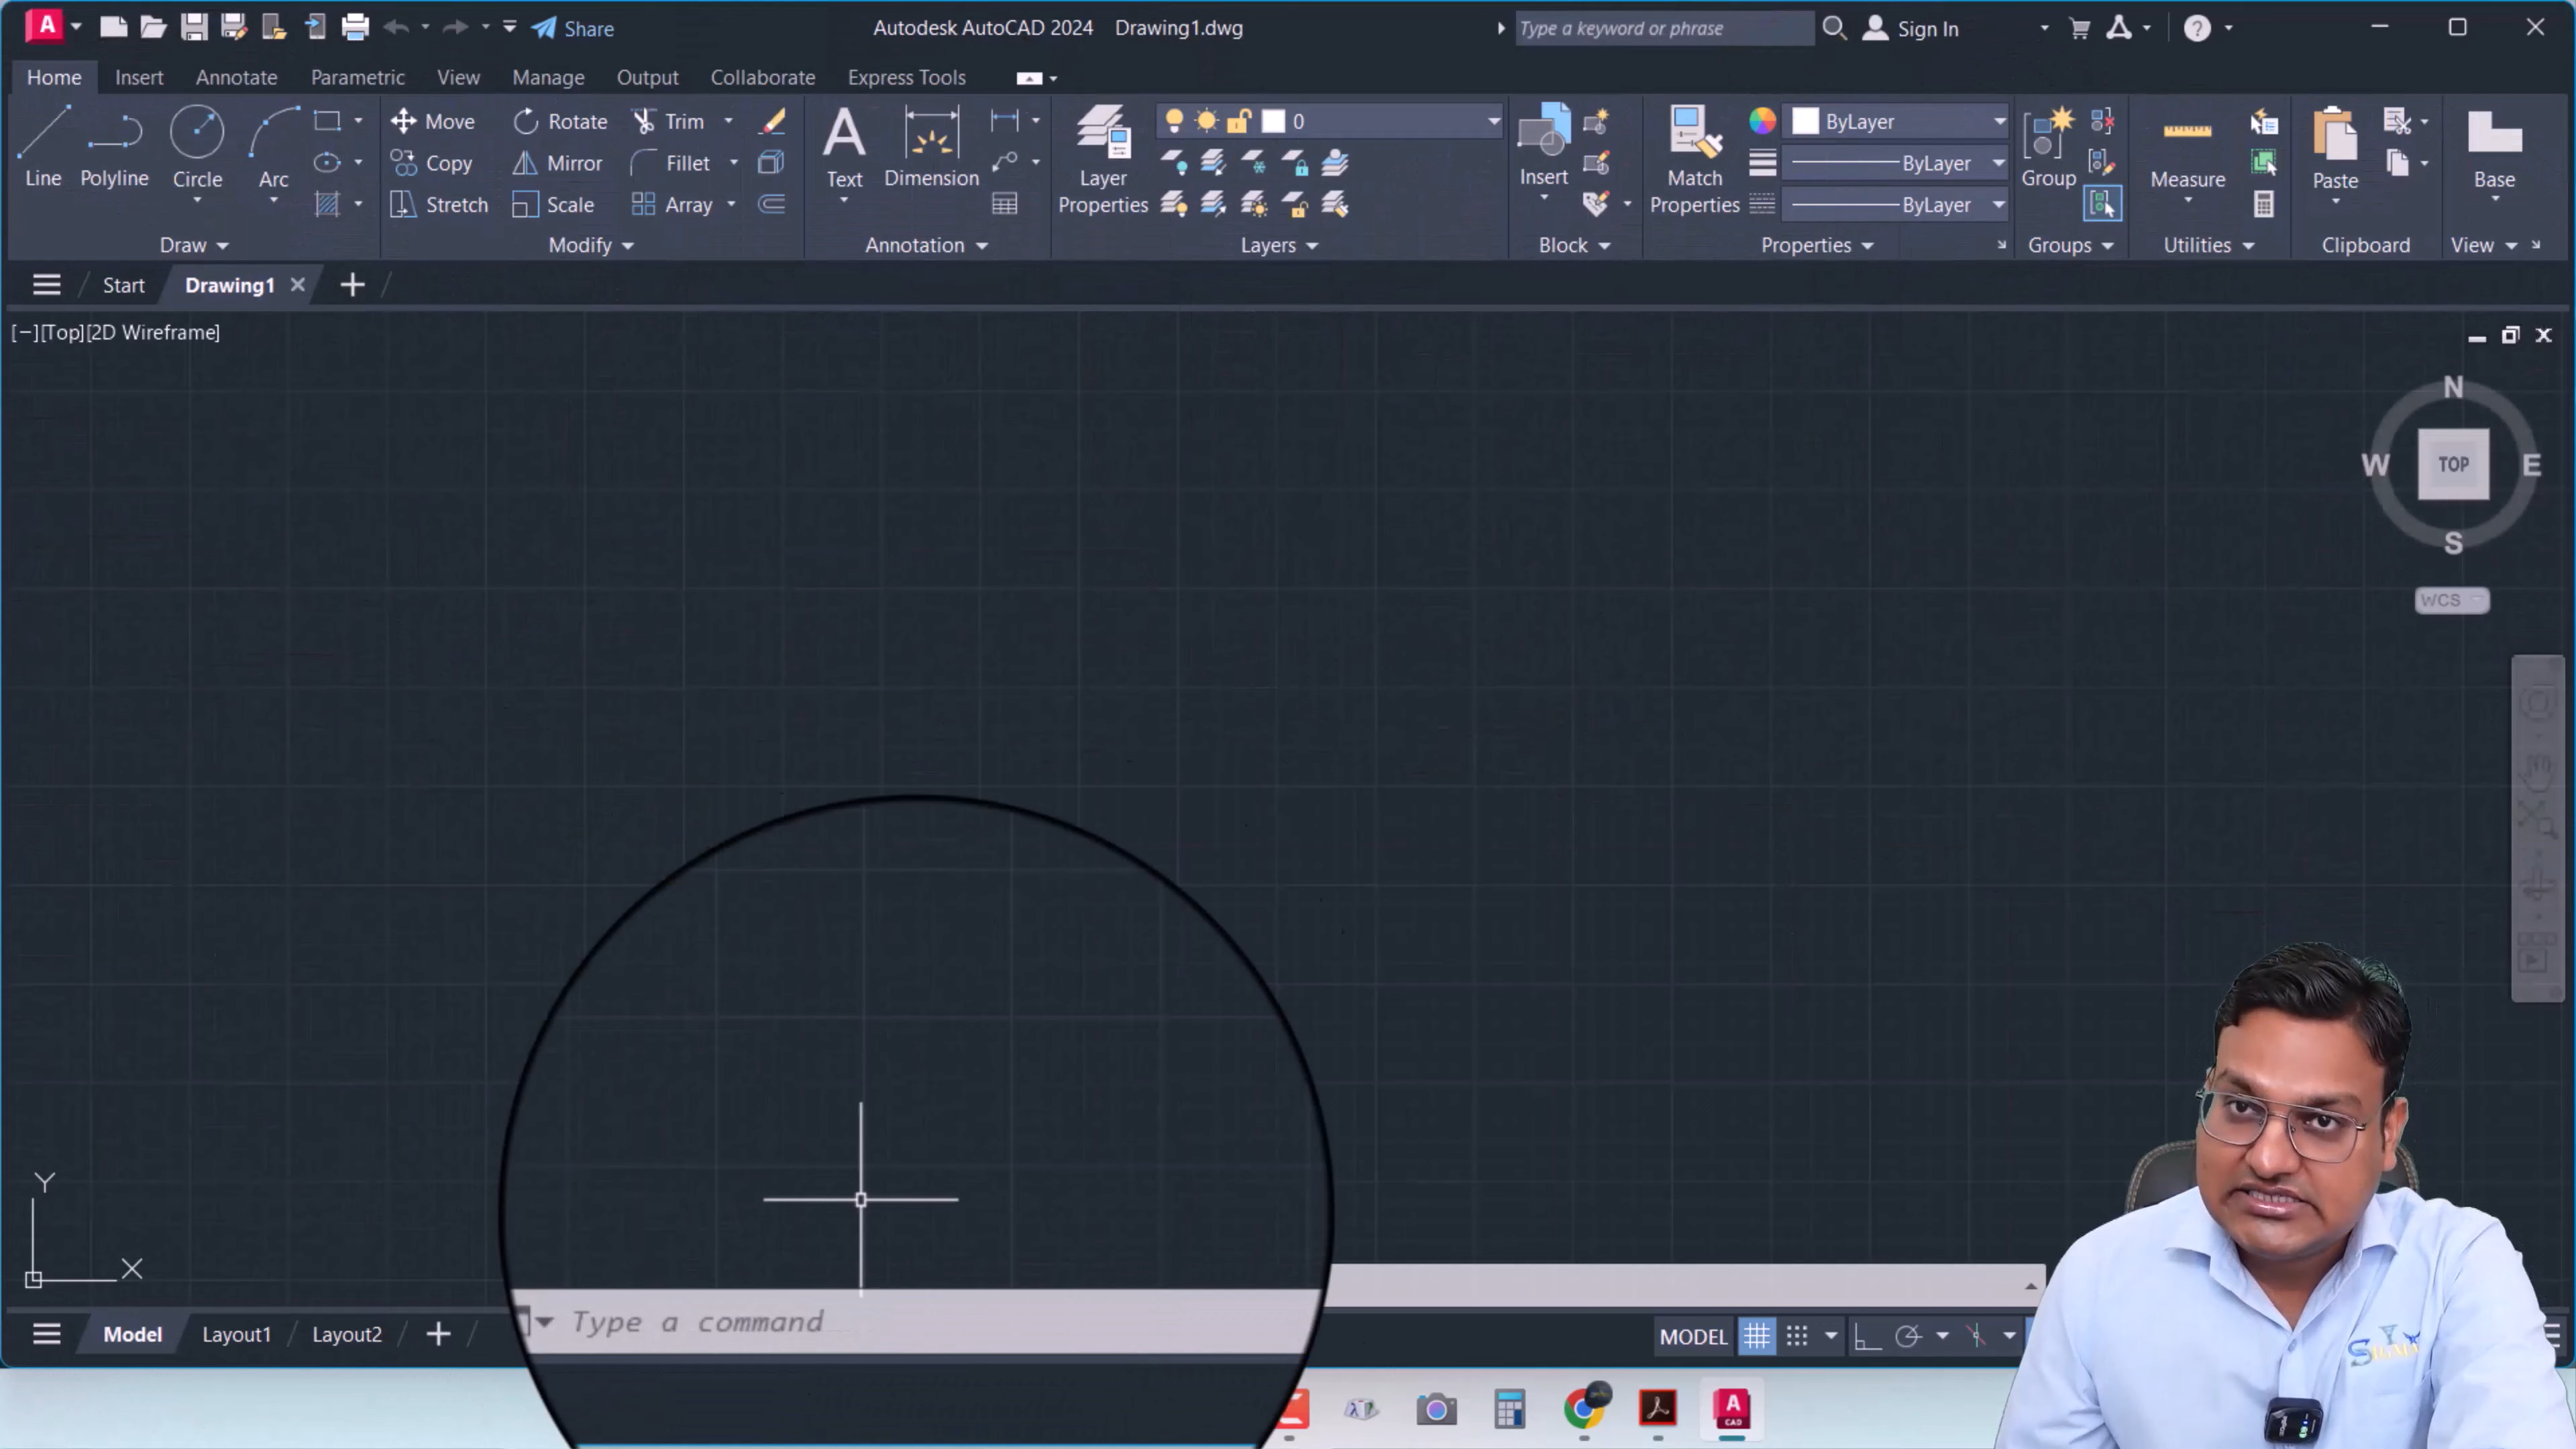 A Share Autodesk AutoCAD 2024 Drawing1.dwg Type a keyword or phrase Sign In ?
Home Insert Annotate Parametric View Manage Output Collaborate Express Tools
Line Polyline Circle Arc
Move Rotate Trim
Copy Mirror Fillet
Stretch Scale Array
A
Text Dimension
Layer
Properties
0
Insert
Match
Properties
ByLayer
ByLayer
ByLayer
Group
Measure
Paste
Base
Draw Modify Annotation Layers Block Properties Groups Utilities Clipboard View
Start Drawing1
[−][Top][2D Wireframe]
N
W TOP E
S
WCS
Y
X
Type a command
Model Layout1 Layout2
MODEL
A
CAD